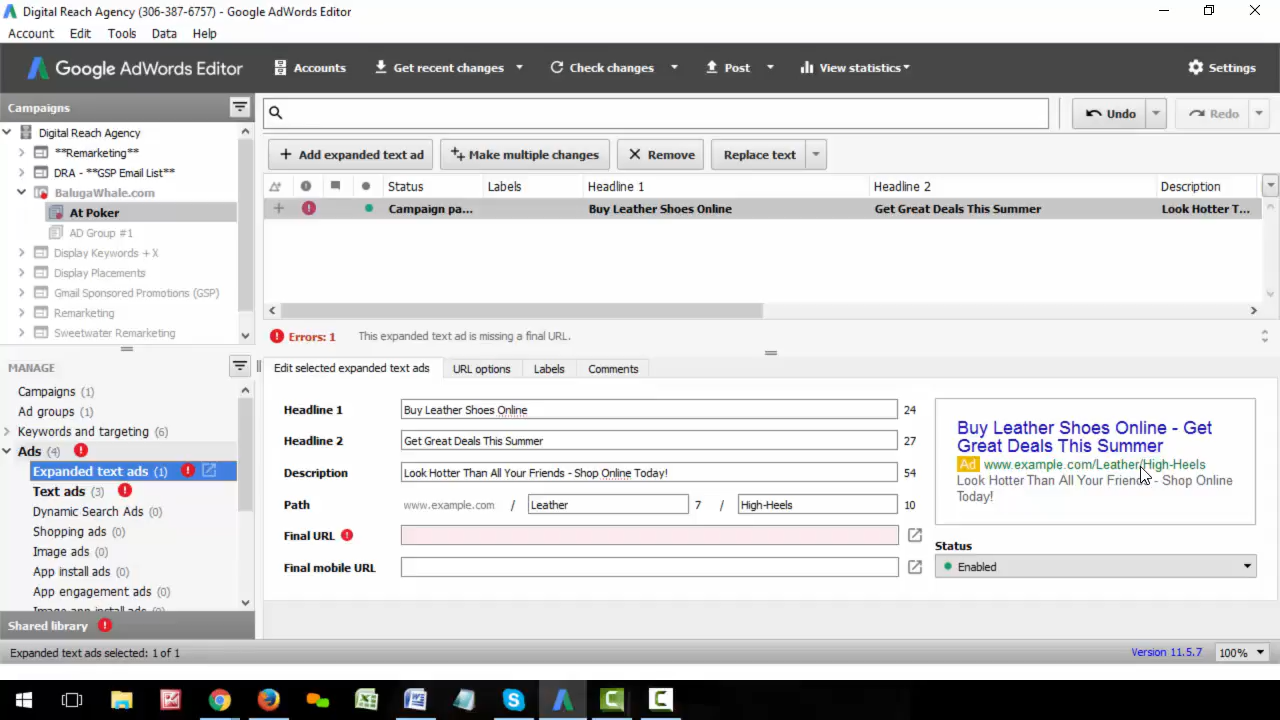 Digital Reach Agency (306-387-6757) - Google AdWords Editor
Account Edit Tools Data Help
Google AdWords Editor Accounts Get recent changes Check changes Post View statistics Settings
Campaigns
Digital Reach Agency
**Remarketing**
DRA - **GSP Email List**
BalugaWhale.com
At Poker
AD Group #1
Display Keywords + X
Display Placements
Gmail Sponsored Promotions (GSP)
Remarketing
Sweetwater Remarketing
Undo Redo
Add expanded text ad Make multiple changes Remove Replace text
Status Labels Headline 1 Headline 2 Description
Campaign pa... Buy Leather Shoes Online Get Great Deals This Summer Look Hotter T...
Errors: 1 This expanded text ad is missing a final URL.
MANAGE
Campaigns (1)
Ad groups (1)
Keywords and targeting (6)
Ads (4)
Expanded text ads (1)
Text ads (3)
Dynamic Search Ads (0)
Shopping ads (0)
Image ads (0)
App install ads (0)
App engagement ads (0)
Image app install ads (0)
Shared library
Edit selected expanded text ads URL options Labels Comments
Headline 1 Buy Leather Shoes Online 24
Headline 2 Get Great Deals This Summer 27
Description Look Hotter Than All Your Friends - Shop Online Today! 54
Path www.example.com / Leather 7 / High-Heels 10
Final URL
Final mobile URL
Buy Leather Shoes Online - Get
Great Deals This Summer
Ad www.example.com/Leather/High-Heels
Look Hotter Than All Your Friends - Shop Online
Today!
Status
Enabled
Expanded text ads selected: 1 of 1
Version 11.5.7 100%